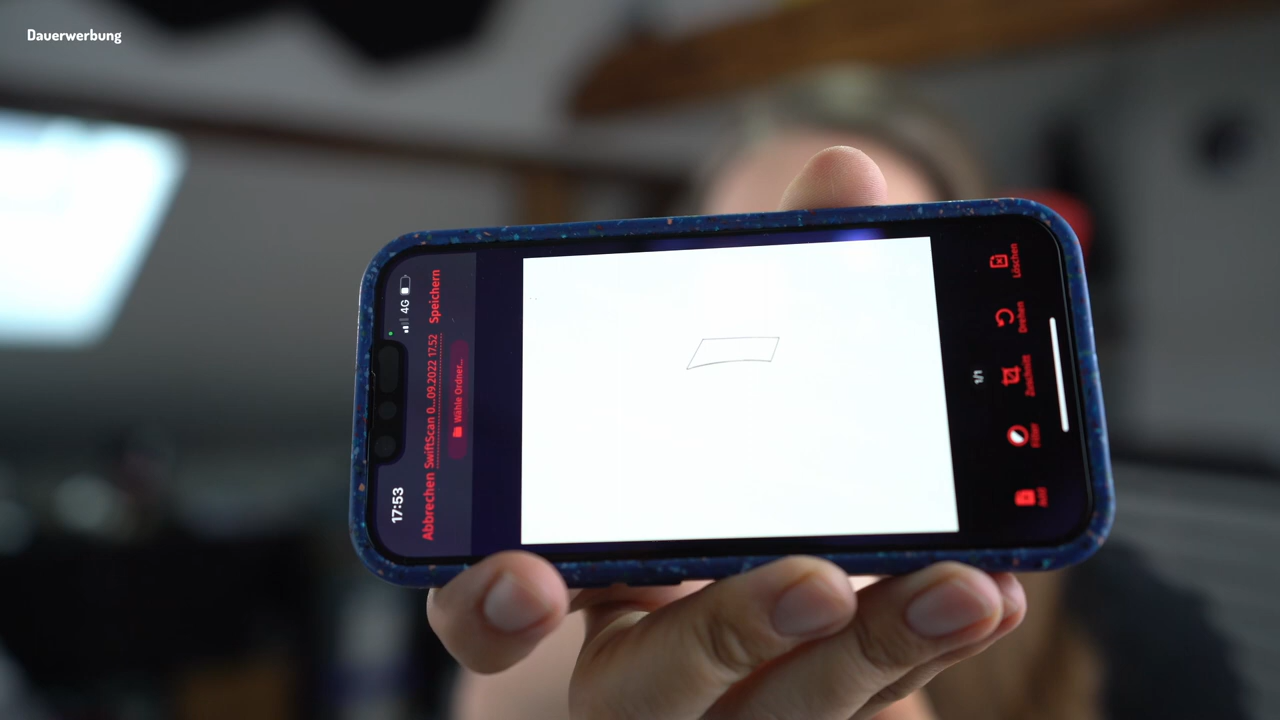 Dauerwerbung
17:53
4G
Abbrechen
SwiftScan 0...09.2022 17.52
Speichern
Wähle Ordner...
1/1
Add
Filter
Zuschnitt
Drehen
Löschen